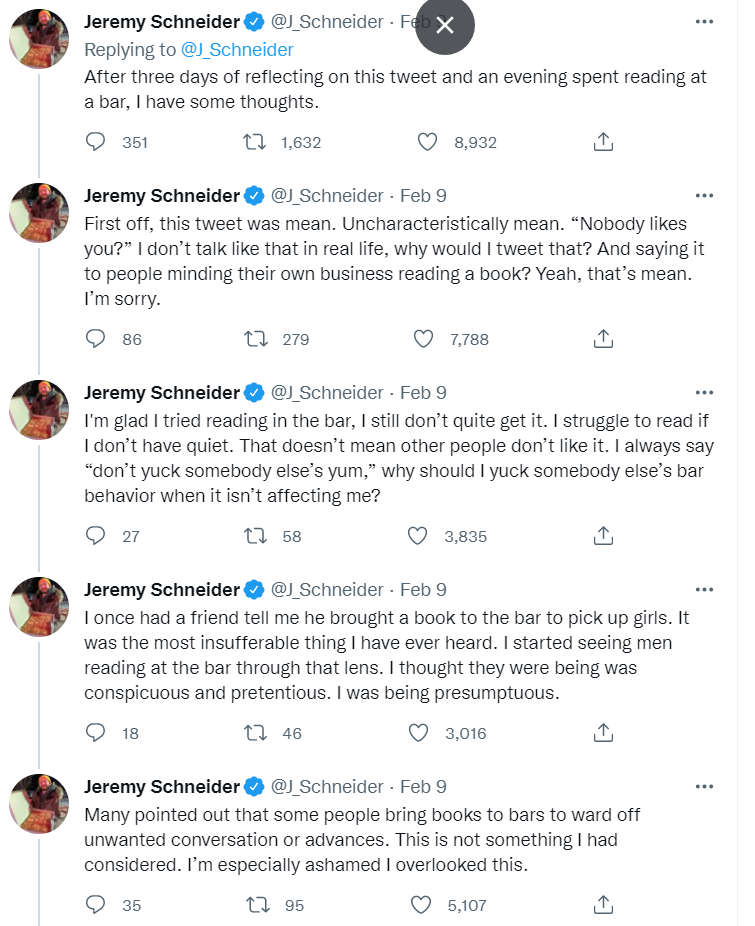 Jeremy Schneider @J_Schneider · Feb
Replying to @J_Schneider
After three days of reflecting on this tweet and an evening spent reading at
a bar, I have some thoughts.
351 1,632 8,932
Jeremy Schneider @J_Schneider · Feb 9
First off, this tweet was mean. Uncharacteristically mean. “Nobody likes
you?” I don’t talk like that in real life, why would I tweet that? And saying it
to people minding their own business reading a book? Yeah, that’s mean.
I’m sorry.
86 279 7,788
Jeremy Schneider @J_Schneider · Feb 9
I'm glad I tried reading in the bar, I still don’t quite get it. I struggle to read if
I don’t have quiet. That doesn’t mean other people don’t like it. I always say
“don’t yuck somebody else’s yum,” why should I yuck somebody else’s bar
behavior when it isn’t affecting me?
27 58 3,835
Jeremy Schneider @J_Schneider · Feb 9
I once had a friend tell me he brought a book to the bar to pick up girls. It
was the most insufferable thing I have ever heard. I started seeing men
reading at the bar through that lens. I thought they were being was
conspicuous and pretentious. I was being presumptuous.
18 46 3,016
Jeremy Schneider @J_Schneider · Feb 9
Many pointed out that some people bring books to bars to ward off
unwanted conversation or advances. This is not something I had
considered. I’m especially ashamed I overlooked this.
35 95 5,107